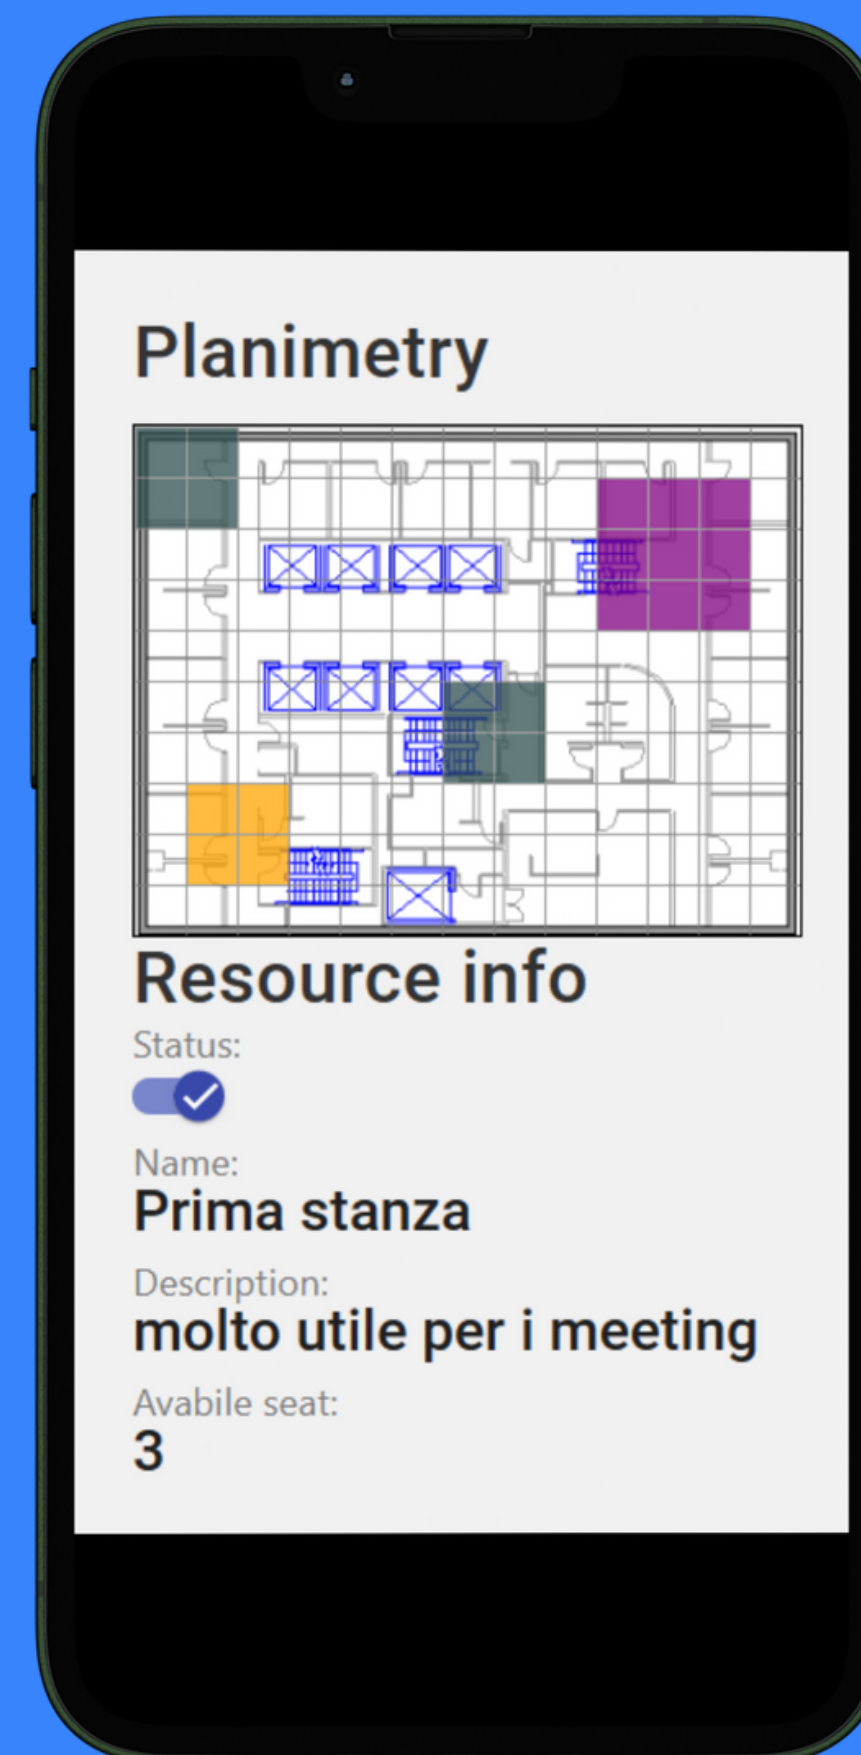 Planimetry
Resource info
Status:
Name:
Prima stanza
Description:
molto utile per i meeting
Avabile seat:
3